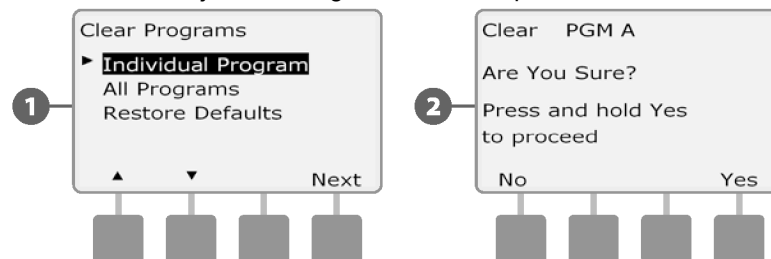 Clear Programs
► Individual Program
All Programs
Restore Defaults
▲ ▼ Next
1
Clear PGM A
Are You Sure?
Press and hold Yes
to proceed
No Yes
2